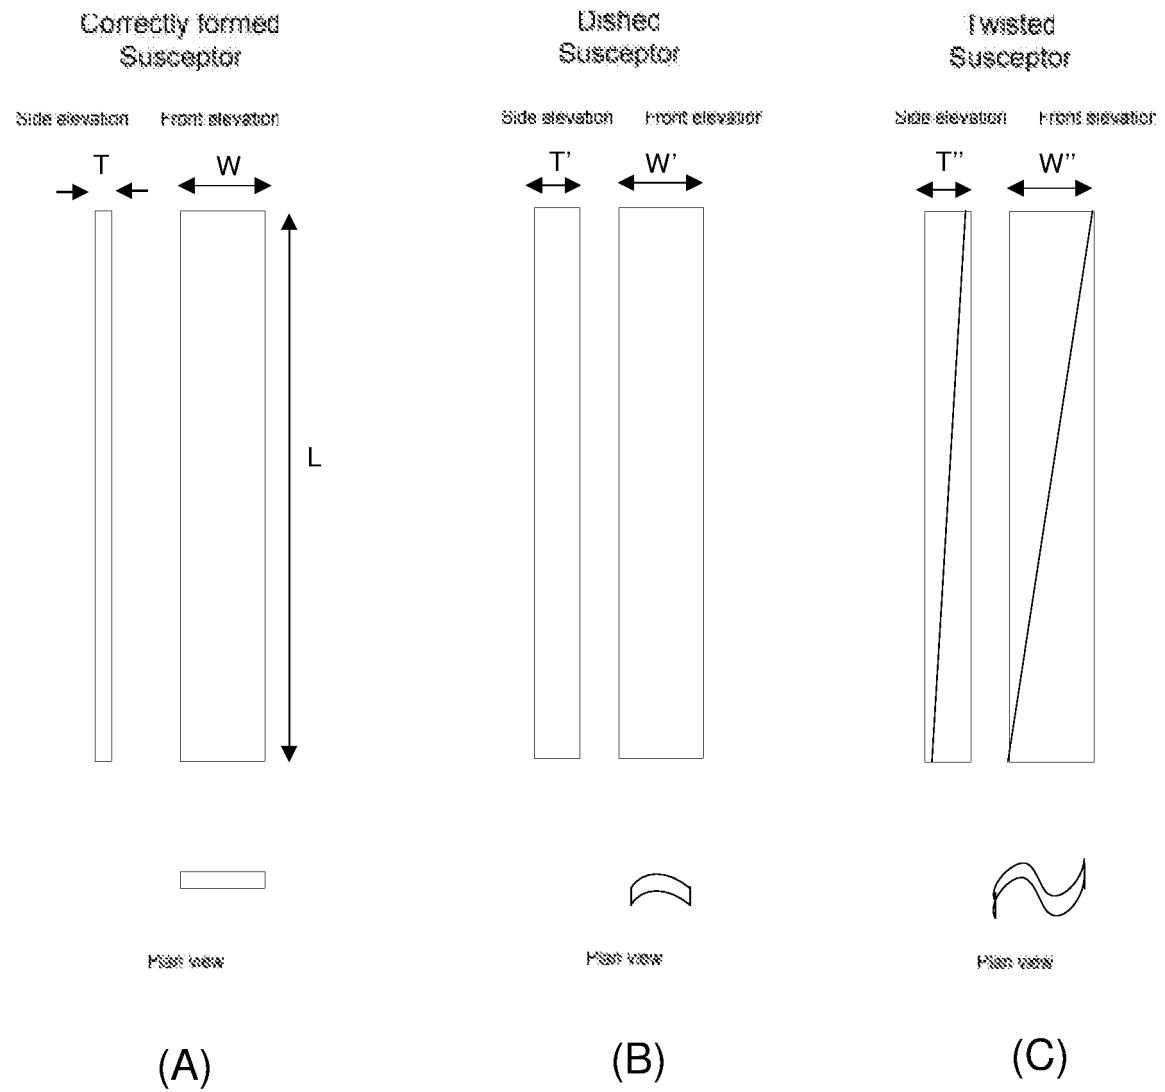 Correctly formed
Susceptor
Dished
Susceptor
Twisted
Susceptor
Side elevation
Front elevation
Side elevation
Front elevation
Side elevation
Front elevation
T
W
T’
W’
T’’
W’’
L
Plan view
Plan view
Plan view
(A)
(B)
(C)